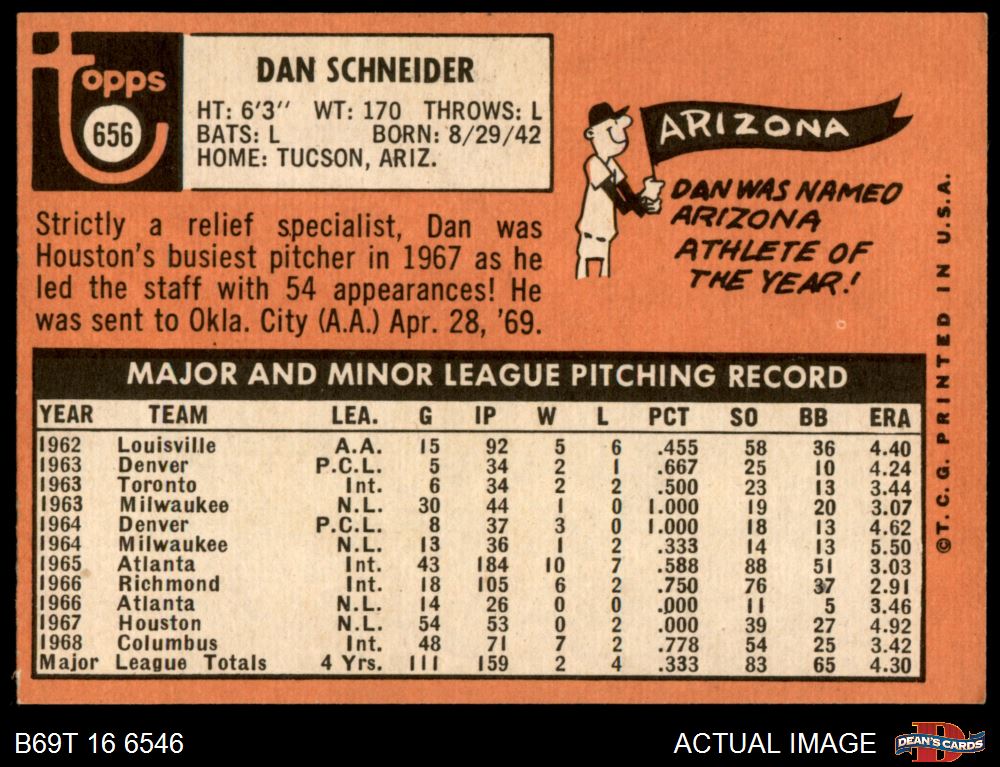 topps
656
DAN SCHNEIDER
HT: 6'3" WT: 170 THROWS: L
BATS: L BORN: 8/29/42
HOME: TUCSON, ARIZ.
Strictly a relief specialist, Dan was
Houston's busiest pitcher in 1967 as he
led the staff with 54 appearances! He
was sent to Okla. City (A.A.) Apr. 28, '69.
ARIZONA
DAN WAS NAMED
ARIZONA
ATHLETE OF
THE YEAR!
MAJOR AND MINOR LEAGUE PITCHING RECORD
YEAR TEAM LEA. G IP W L PCT SO BB ERA
1962 Louisville A.A. 15 92 5 6 .455 58 36 4.40
1963 Denver P.C.L. 5 34 2 1 .667 25 10 4.24
1963 Toronto Int. 6 34 2 2 .500 23 13 3.44
1963 Milwaukee N.L. 30 44 1 0 1.000 19 20 3.07
1964 Denver P.C.L. 8 37 3 0 1.000 18 13 4.62
1964 Milwaukee N.L. 13 36 1 2 .333 14 13 5.50
1965 Atlanta Int. 43 184 10 7 .588 88 51 3.03
1966 Richmond Int. 18 105 6 2 .750 76 37 2.91
1966 Atlanta N.L. 14 26 0 0 .000 11 5 3.46
1967 Houston N.L. 54 53 0 2 .000 39 27 4.92
1968 Columbus Int. 48 71 7 2 .778 54 25 3.42
Major League Totals 4 Yrs. 111 159 2 4 .333 83 65 4.30
©T.C.G. PRINTED IN U.S.A.
B69T 16 6546
ACTUAL IMAGE
DEAN'S CARDS